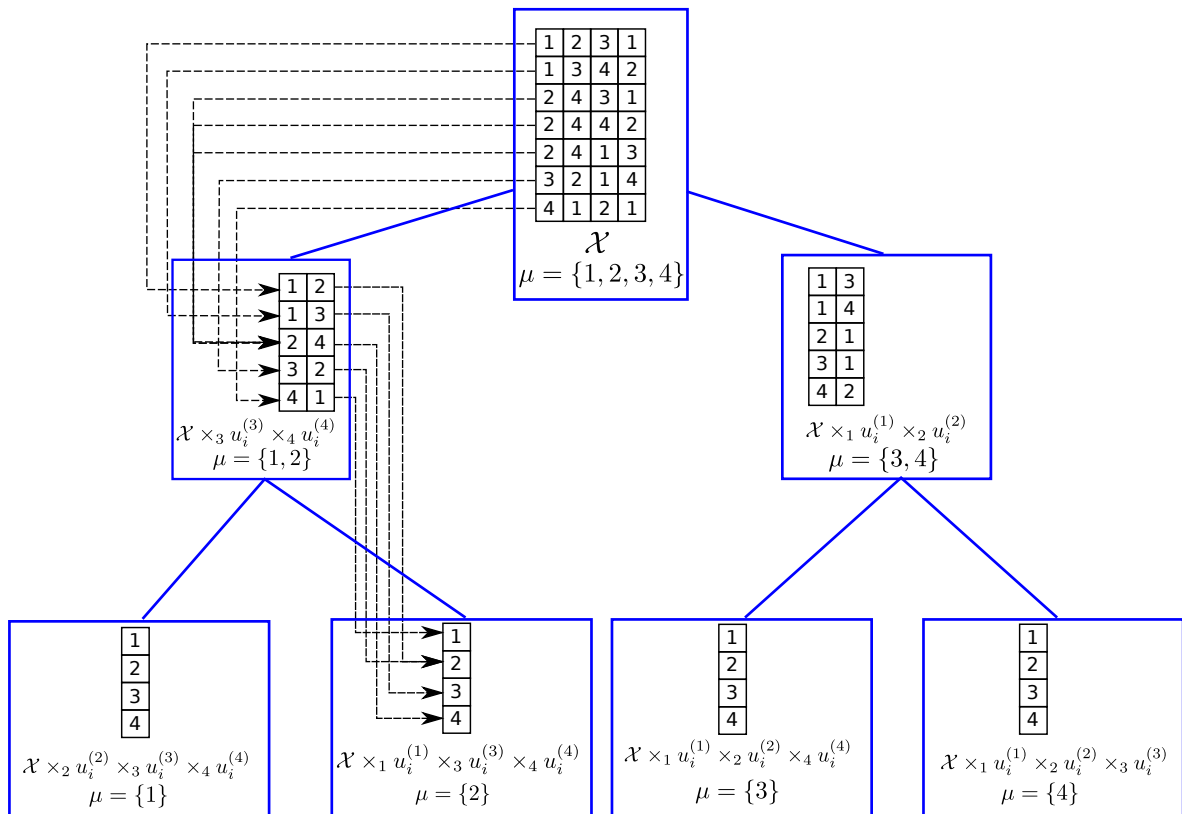 1 2 3 1
1 3 4 2
2 4 3 1
2 4 4 2
2 4 1 3
3 2 1 4
4 1 2 1
𝒳
μ = {1, 2, 3, 4}
1 2
1 3
2 4
3 2
4 1
𝒳 ×₃ u_i^{(3)} ×₄ u_i^{(4)}
μ = {1, 2}
1 3
1 4
2 1
3 1
4 2
𝒳 ×₁ u_i^{(1)} ×₂ u_i^{(2)}
μ = {3, 4}
1
2
3
4
𝒳 ×₂ u_i^{(2)} ×₃ u_i^{(3)} ×₄ u_i^{(4)}
μ = {1}
1
2
3
4
𝒳 ×₁ u_i^{(1)} ×₃ u_i^{(3)} ×₄ u_i^{(4)}
μ = {2}
1
2
3
4
𝒳 ×₁ u_i^{(1)} ×₂ u_i^{(2)} ×₄ u_i^{(4)}
μ = {3}
1
2
3
4
𝒳 ×₁ u_i^{(1)} ×₂ u_i^{(2)} ×₃ u_i^{(3)}
μ = {4}